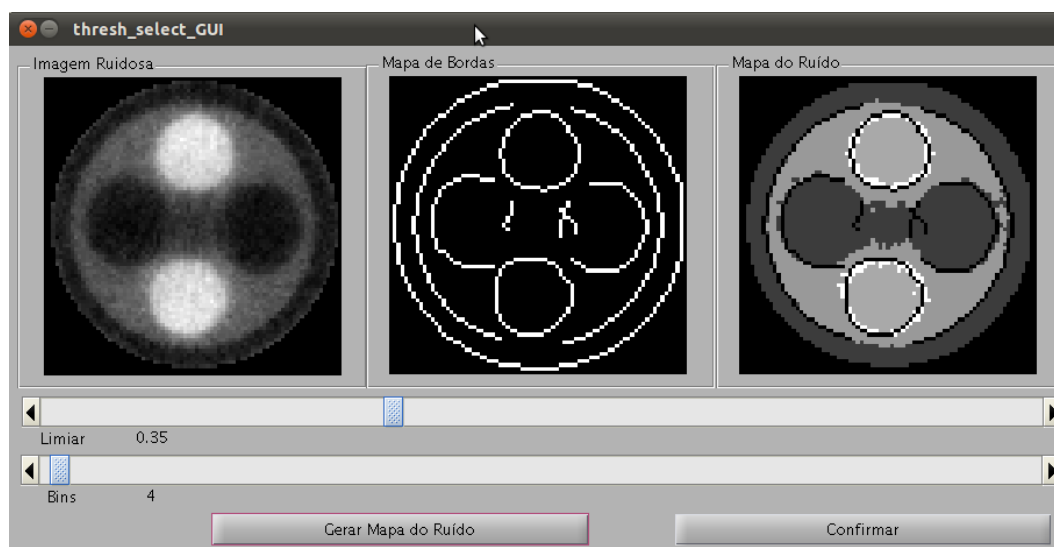 thresh_select_GUI
Imagem Ruidosa
Mapa de Bordas
Mapa do Ruído
Limiar 0.35
Bins 4
Gerar Mapa do Ruído
Confirmar